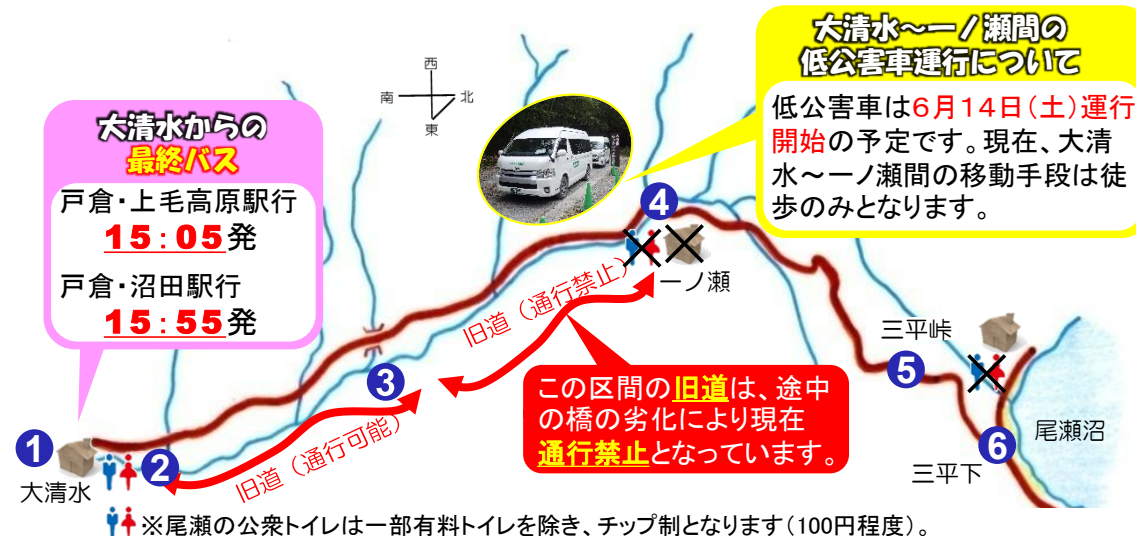 大清水～一ノ瀬間の
低公害車運行について
低公害車は6月14日(土)運行
開始の予定です。現在、大清
水～一ノ瀬間の移動手段は徒
歩のみとなります。
西
南
北
東
大清水からの
最終バス
戸倉・上毛高原駅行
15:05発
戸倉・沼田駅行
15:55発
4
一ノ瀬
旧道（通行禁止）
三平峠
5
3
この区間の旧道は、途中
の橋の劣化により現在
通行禁止となっています。
旧道（通行可能）
1
2
大清水
6
尾瀬沼
三平下
※尾瀬の公衆トイレは一部有料トイレを除き、チップ制となります(100円程度)。